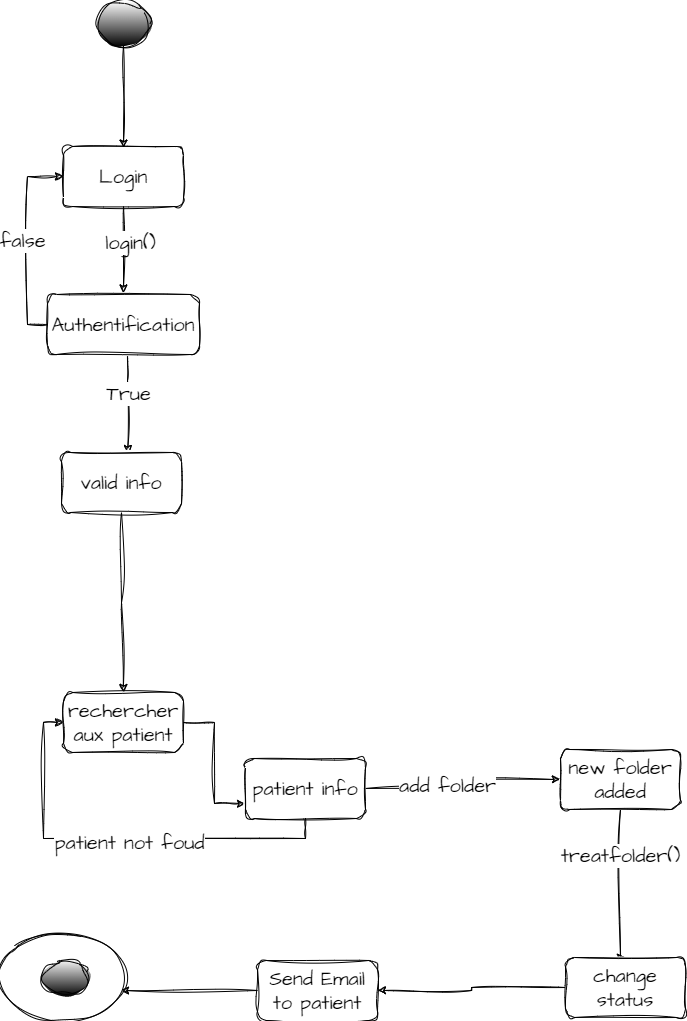 Login
false
login()
Authentification
True
valid info
rechercher
aux patient
patient info
add folder
new folder
added
patient not foud
treatfolder()
Send Email
to patient
change
status